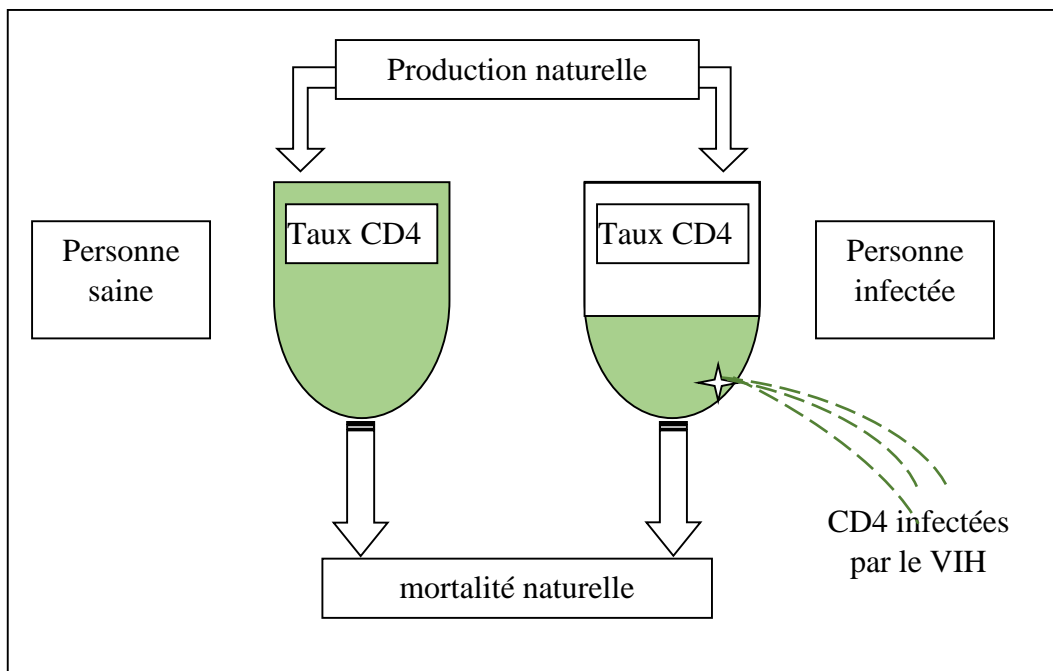 Production naturelle
Taux CD4
Taux CD4
Personne
saine
Personne
infectée
CD4 infectées
par le VIH
mortalité naturelle